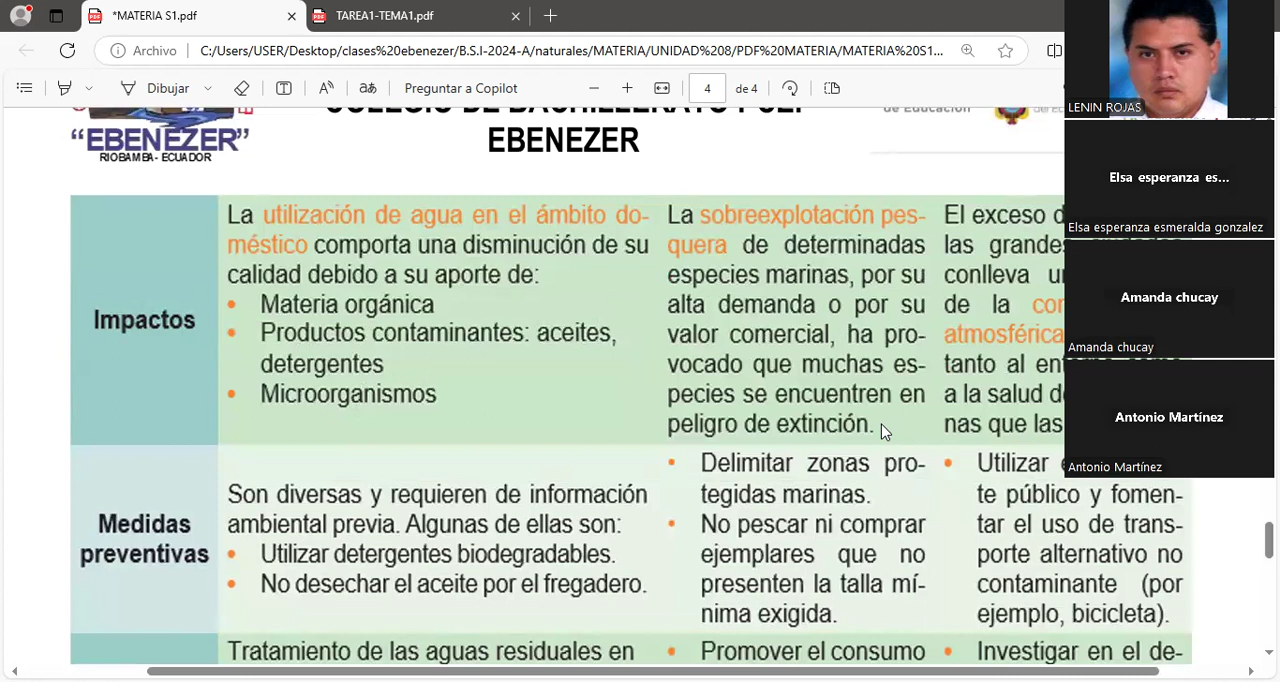 *MATERIA S1.pdf
TAREA1-TEMA1.pdf
Archivo
C:/Users/USER/Desktop/clases%20ebenezer/B.S.I-2024-A/naturales/MATERIA/UNIDAD%208/PDF%20MATERIA/MATERIA%20S1...
Dibujar
Preguntar a Copilot
4
de 4
EBENEZER
de Educación
“EBENEZER”
RIOBAMBA- ECUADOR
Impactos
La utilización de agua en el ámbito do-
méstico comporta una disminución de su
calidad debido a su aporte de:
• Materia orgánica
• Productos contaminantes: aceites,
detergentes
• Microorganismos
La sobreexplotación pes-
quera de determinadas
especies marinas, por su
alta demanda o por su
valor comercial, ha pro-
vocado que muchas es-
pecies se encuentren en
peligro de extinción.
El exceso
las grandes
conlleva
de la
atmosférica
tanto al
a la salud
nas que las
Medidas
preventivas
Son diversas y requieren de información
ambiental previa. Algunas de ellas son:
• Utilizar detergentes biodegradables.
• No desechar el aceite por el fregadero.
• Delimitar zonas pro-
tegidas marinas.
• No pescar ni comprar
ejemplares que no
presenten la talla mí-
nima exigida.
• Utilizar
te público y fomen-
tar el uso de trans-
porte alternativo no
contaminante (por
ejemplo, bicicleta).
Tratamiento de las aguas residuales en
• Promover el consumo
• Investigar en el de-
LENIN ROJAS
Elsa esperanza es...
Elsa esperanza esmeralda gonzalez
Amanda chucay
Amanda chucay
Antonio Martínez
Antonio Martínez